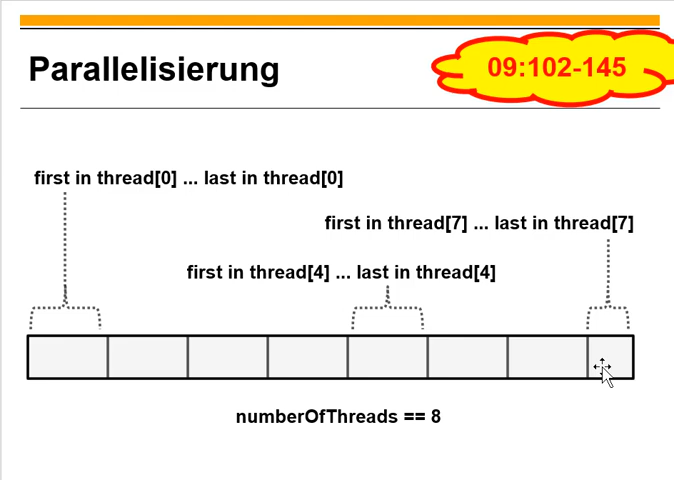 Parallelisierung
09:102-145
first in thread[0] ... last in thread[0]
first in thread[7] ... last in thread[7]
first in thread[4] ... last in thread[4]
numberOfThreads == 8